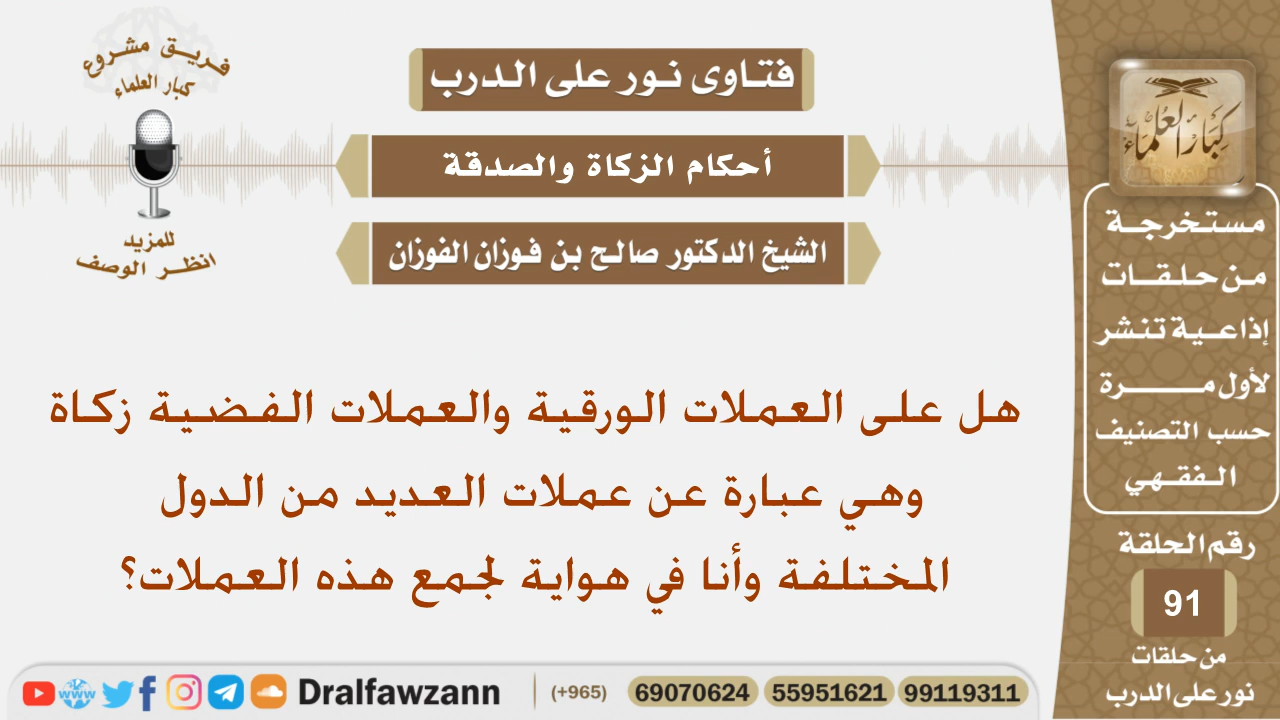 فريق مشروع
كبار العلماء
للمزيد
انظر الوصف
فتاوى نور على الدرب
أحكام الزكاة والصدقة
الشيخ الدكتور صالح بن فوزان الفوزان
هل على العملات الورقية والعملات الفضية زكاة
وهي عبارة عن عملات العديد من الدول
المختلفة وأنا في هواية لجمع هذه العملات؟
كبار العلماء
مستخرجة
من حلقات
إذاعية تنشر
لأول مرة
حسب التصنيف
الفقهي
رقم الحلقة
91
من حلقات
نور على الدرب
www
Dralfawzann
(+965)
69070624
55951621
99119311